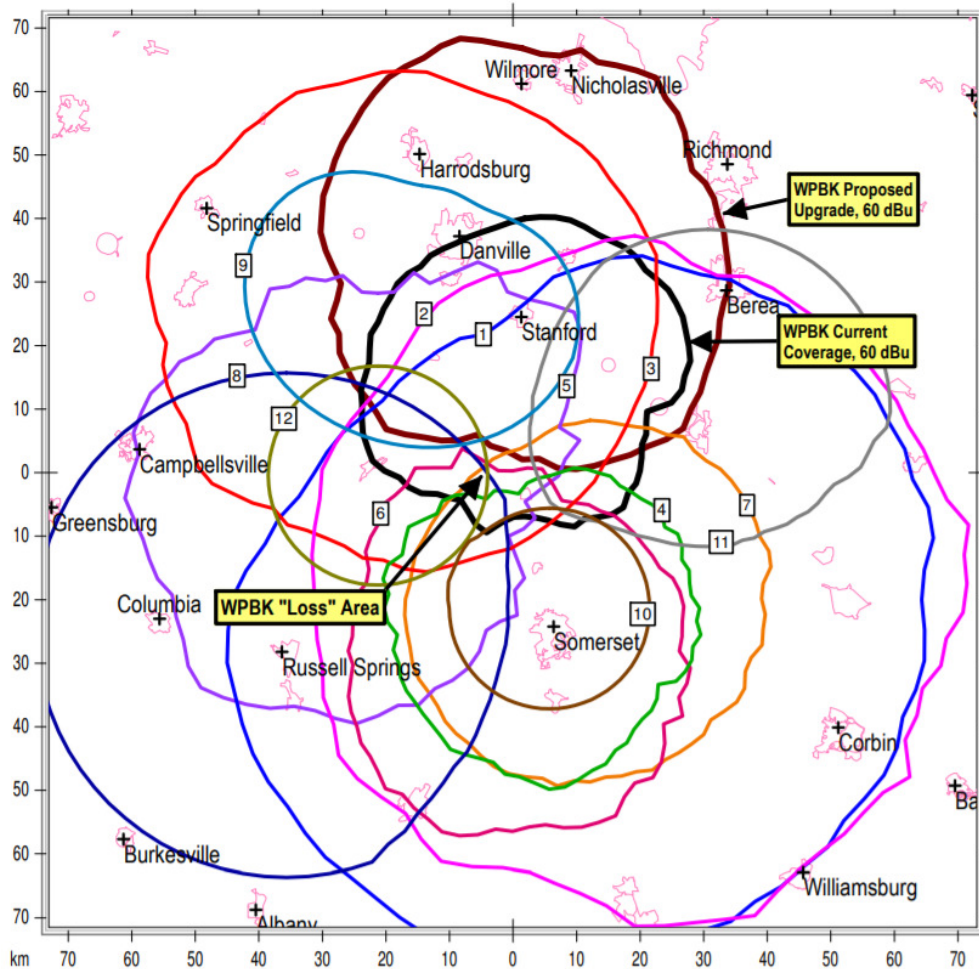 70
60
50
40
30
20
10
0
10
20
30
40
50
60
70
km
70
60
50
40
30
20
10
0
10
20
30
40
50
60
70
Wilmore
Nicholasville
Richmond
Harrodsburg
WPBK Proposed
Upgrade, 60 dBu
Springfield
Danville
9
Berea
2
Stanford
1
WPBK Current
Coverage, 60 dBu
8
3
5
12
Campbellsville
Greensburg
6
4
7
11
WPBK "Loss" Area
Columbia
10
Somerset
Russell Springs
Corbin
Ba
Burkesville
Williamsburg
Albany